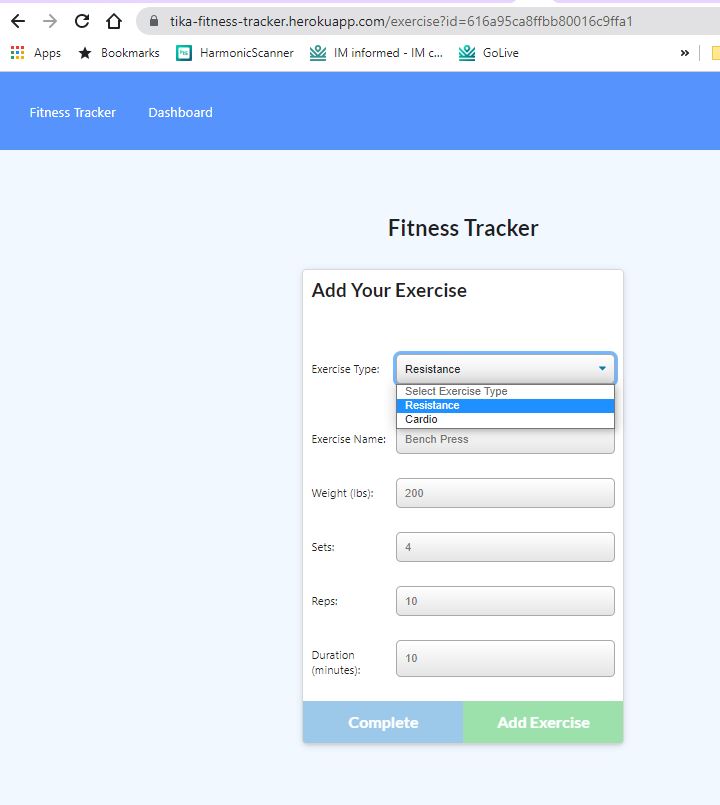 tika-fitness-tracker.herokuapp.com/exercise?id=616a95ca8ffbb80016c9ffa1
Apps Bookmarks HarmonicScanner IM informed - IM c... GoLive »
Fitness Tracker Dashboard
Fitness Tracker
Add Your Exercise
Exercise Type: Resistance
Select Exercise Type
Resistance
Cardio
Exercise Name: Bench Press
Weight (lbs): 200
Sets: 4
Reps: 10
Duration
(minutes): 10
Complete Add Exercise